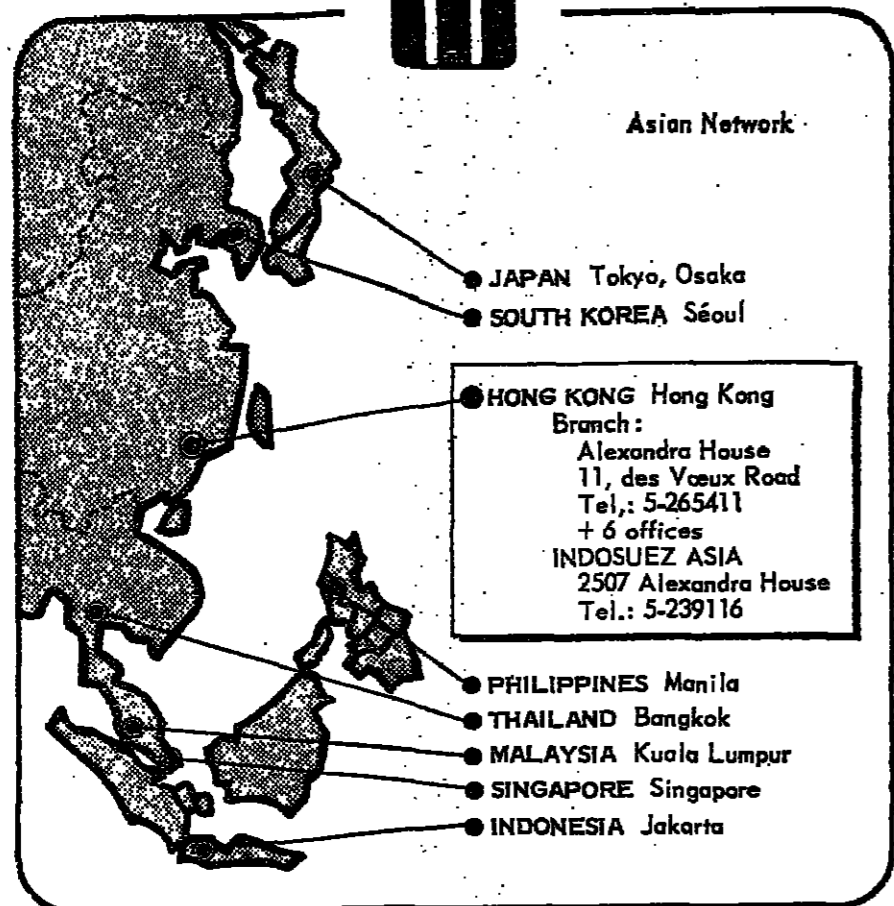 Asian Network
JAPAN Tokyo, Osaka
SOUTH KOREA Séoul
HONG KONG Hong Kong
Branch:
Alexandra House
11, des Vœux Road
Tel,: 5-265411
+ 6 offices
INDOSUEZ ASIA
2507 Alexandra House
Tel.: 5-239116
PHILIPPINES Manila
THAILAND Bangkok
MALAYSIA Kuala Lumpur
SINGAPORE Singapore
INDONESIA Jakarta